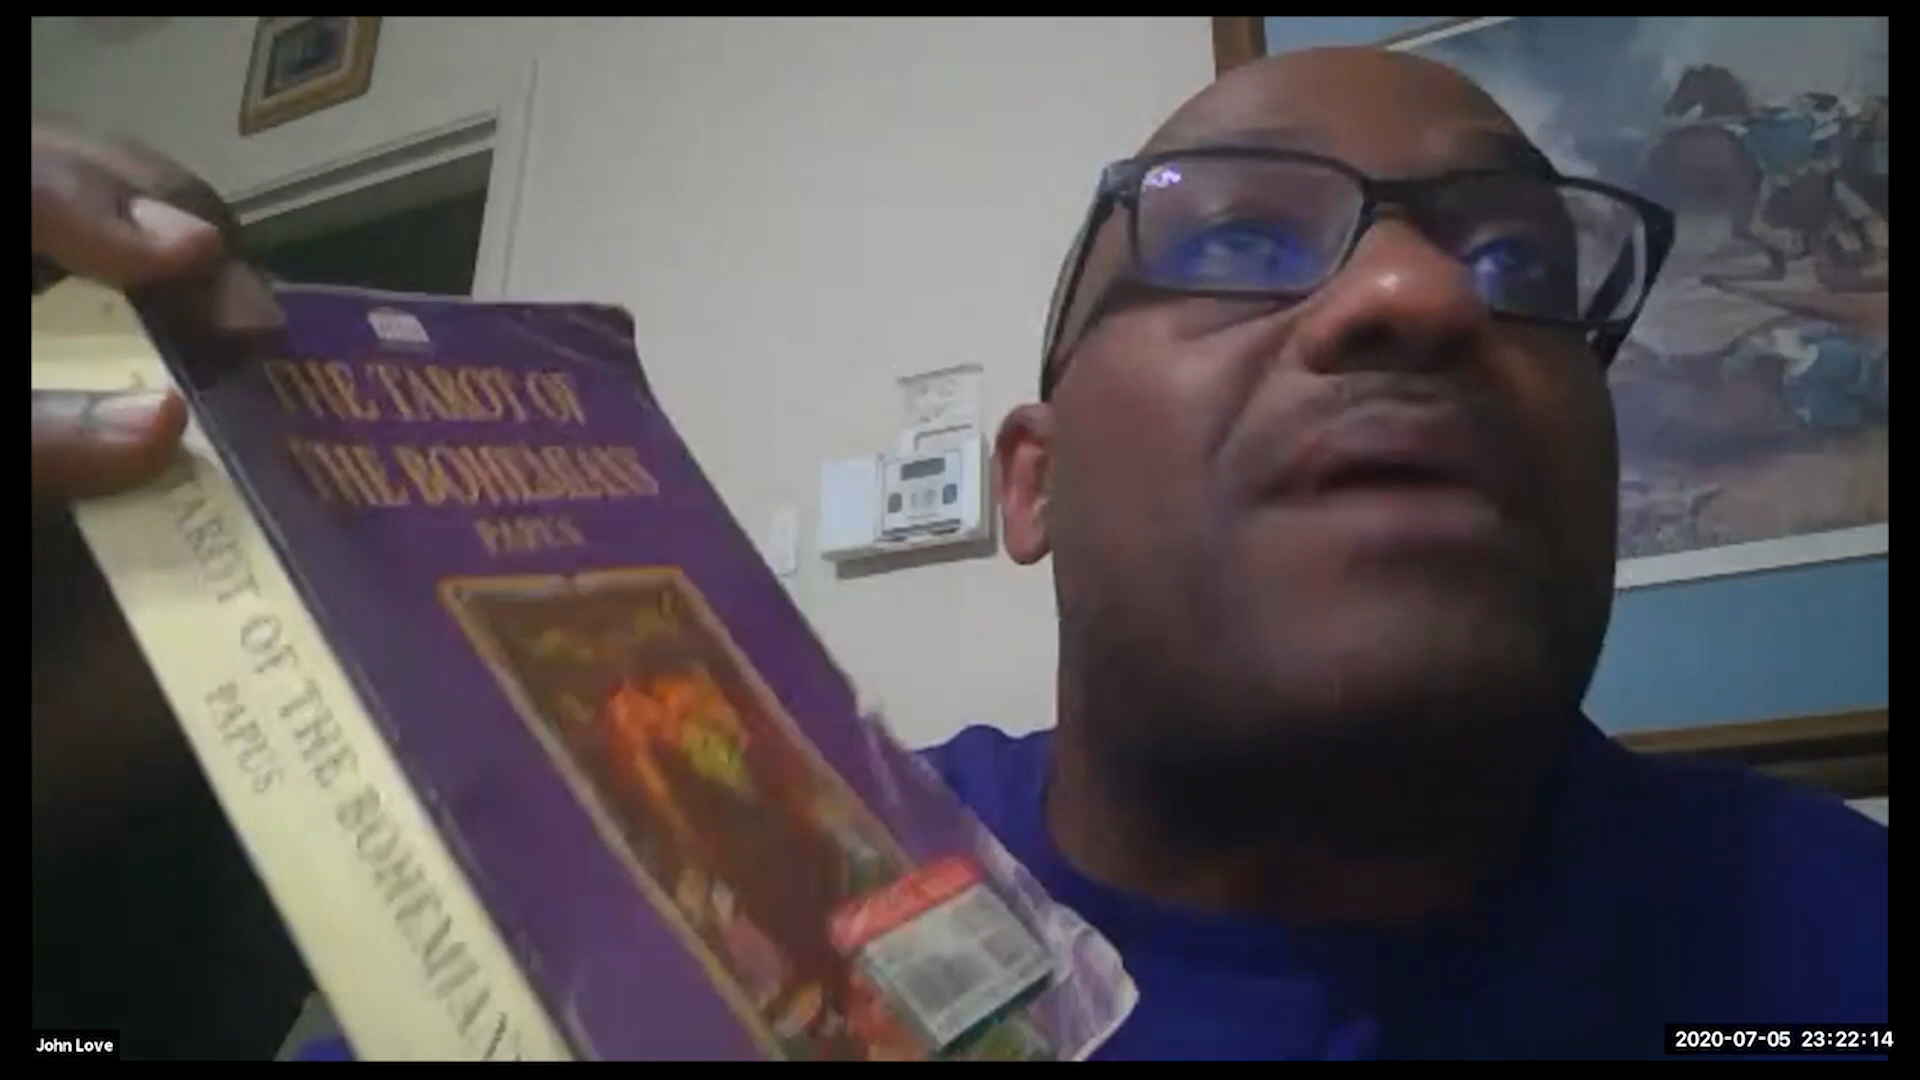 THE TAROT OF
THE BOHEMIANS
PAPUS
TAROT OF THE BOHEMIANS
PAPUS
John Love
2020-07-05 23:22:14